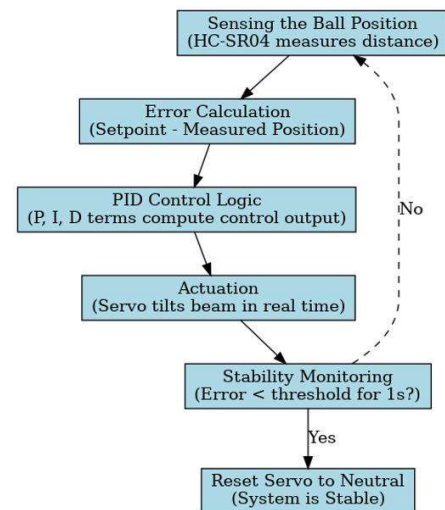 Sensing the Ball Position
(HC-SR04 measures distance)
Error Calculation
(Setpoint - Measured Position)
PID Control Logic
(P, I, D terms compute control output)
No
Actuation
(Servo tilts beam in real time)
Stability Monitoring
(Error < threshold for 1s?)
Yes
Reset Servo to Neutral
(System is Stable)